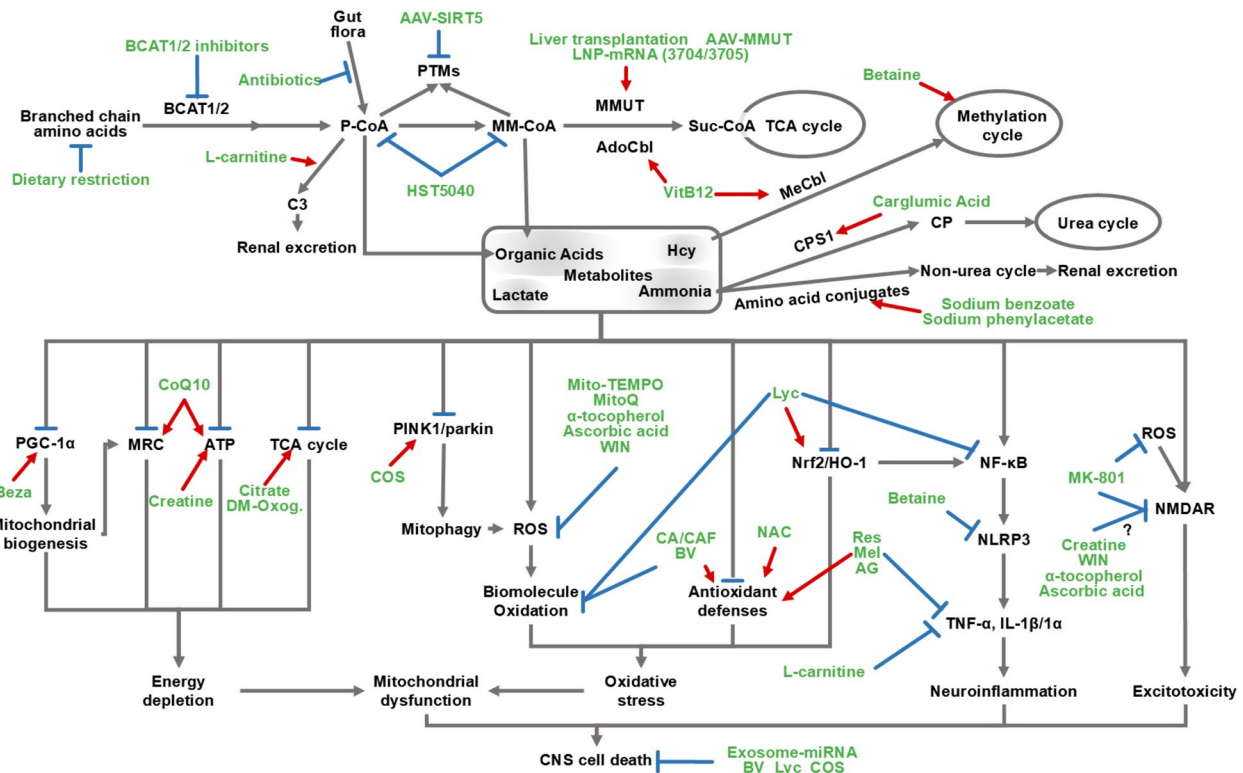 Gut
flora
AAV-SIRT5
BCAT1/2 inhibitors
Liver transplantation AAV-MMUT
LNP-mRNA (3704/3705)
Antibiotics
PTMs
Betaine
BCAT1/2
MMUT
Branched chain
amino acids
P-CoA
MM-CoA
Suc-CoA
TCA cycle
Methylation
cycle
AdoCbl
L-carnitine
Dietary restriction
HST5040
VitB12
MeCbl
C3
Carglumic Acid
Renal excretion
CPS1
CP
Urea cycle
Organic Acids
Hcy
Metabolites
Lactate
Ammonia
Non-urea cycle
Renal excretion
Amino acid conjugates
Sodium benzoate
Sodium phenylacetate
CoQ10
Mito-TEMPO
MitoQ
α-tocopherol
Ascorbic acid
WIN
Lyc
PGC-1α
MRC
ATP
TCA cycle
PINK1/parkin
ROS
Nrf2/HO-1
NF-κB
MK-801
Beza
Creatine
Citrate
DM-Oxog.
COS
Betaine
NMDAR
Mitochondrial
biogenesis
Mitophagy
ROS
?
CA/CAF
BV
NAC
Res
Mel
AG
NLRP3
Creatine
WIN
α-tocopherol
Ascorbic acid
Biomolecule
Oxidation
Antioxidant
defenses
TNF-α, IL-1β/1α
L-carnitine
Energy
depletion
Mitochondrial
dysfunction
Oxidative
stress
Neuroinflammation
Excitotoxicity
CNS cell death
Exosome-miRNA
BV Lyc COS